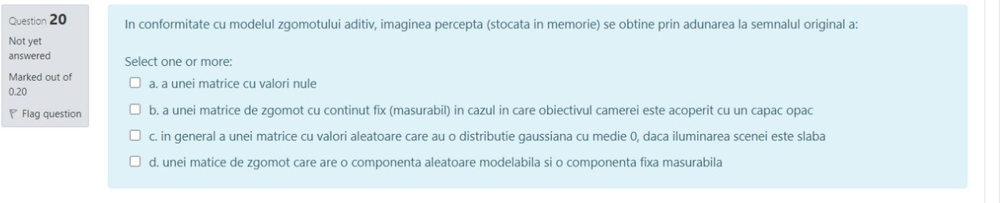 Question 20
Not yet
answered
Marked out of
0.20
Flag question
In conformitate cu modelul zgomotului aditiv, imaginea percepta (stocata in memorie) se obtine prin adunarea la semnalul original a:
Select one or more:
a. a unei matrice cu valori nule
b. a unei matrice de zgomot cu continut fix (masurabil) in cazul in care obiectivul camerei este acoperit cu un capac opac
c. in general a unei matrice cu valori aleatoare care au o distributie gaussiana cu medie 0, daca iluminarea scenei este slaba
d. unei matice de zgomot care are o componenta aleatoare modelabila si o componenta fixa masurabila